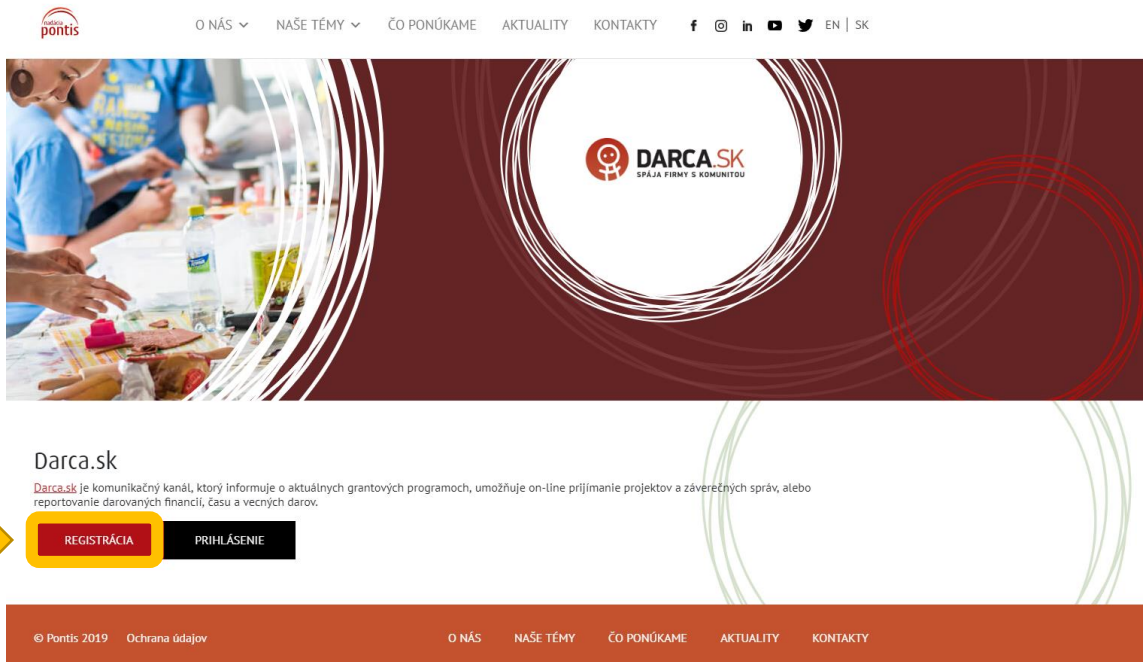 nadácia
pontis
O NÁS NAŠE TÉMY ČO PONÚKAME AKTUALITY KONTAKTY EN | SK
DARCA.SK
SPÁJA FIRMY S KOMUNITOU
Darca.sk
Darca.sk je komunikačný kanál, ktorý informuje o aktuálnych grantových programoch, umožňuje on-line prijímanie projektov a záverečných správ, alebo
reportovanie darovaných financií, času a vecných darov.
REGISTRÁCIA PRIHLÁSENIE
© Pontis 2019 Ochrana údajov O NÁS NAŠE TÉMY ČO PONÚKAME AKTUALITY KONTAKTY